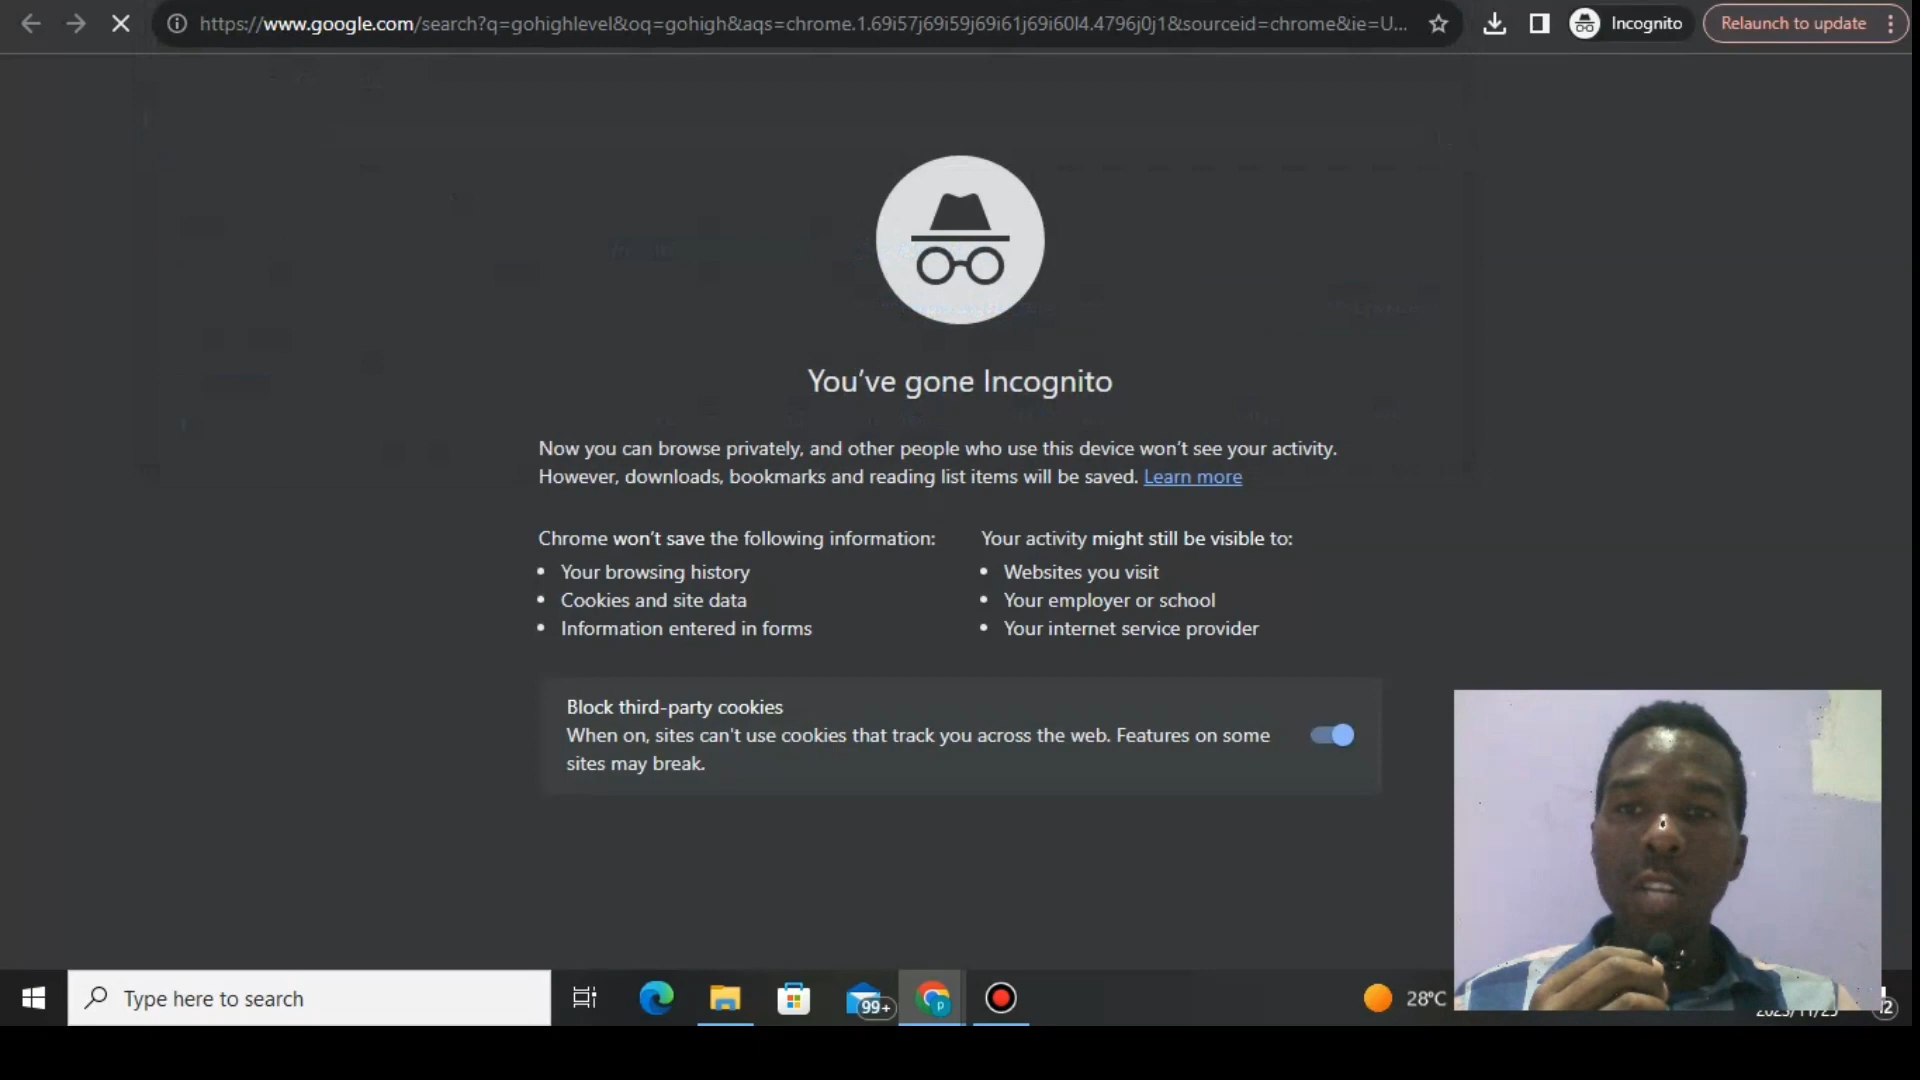 https://www.google.com/search?q=gohighlevel&oq=gohigh&aqs=chrome.1.69i57j69i59j69i61j69i60l4.4796j0j1&sourceid=chrome&ie=U...
Incognito
Relaunch to update
You've gone Incognito
Now you can browse privately, and other people who use this device won't see your activity.
However, downloads, bookmarks and reading list items will be saved. Learn more
Chrome won't save the following information:
Your browsing history
Cookies and site data
Information entered in forms
Your activity might still be visible to:
Websites you visit
Your employer or school
Your internet service provider
Block third-party cookies
When on, sites can't use cookies that track you across the web. Features on some
sites may break.
Type here to search
99+
p
28°C